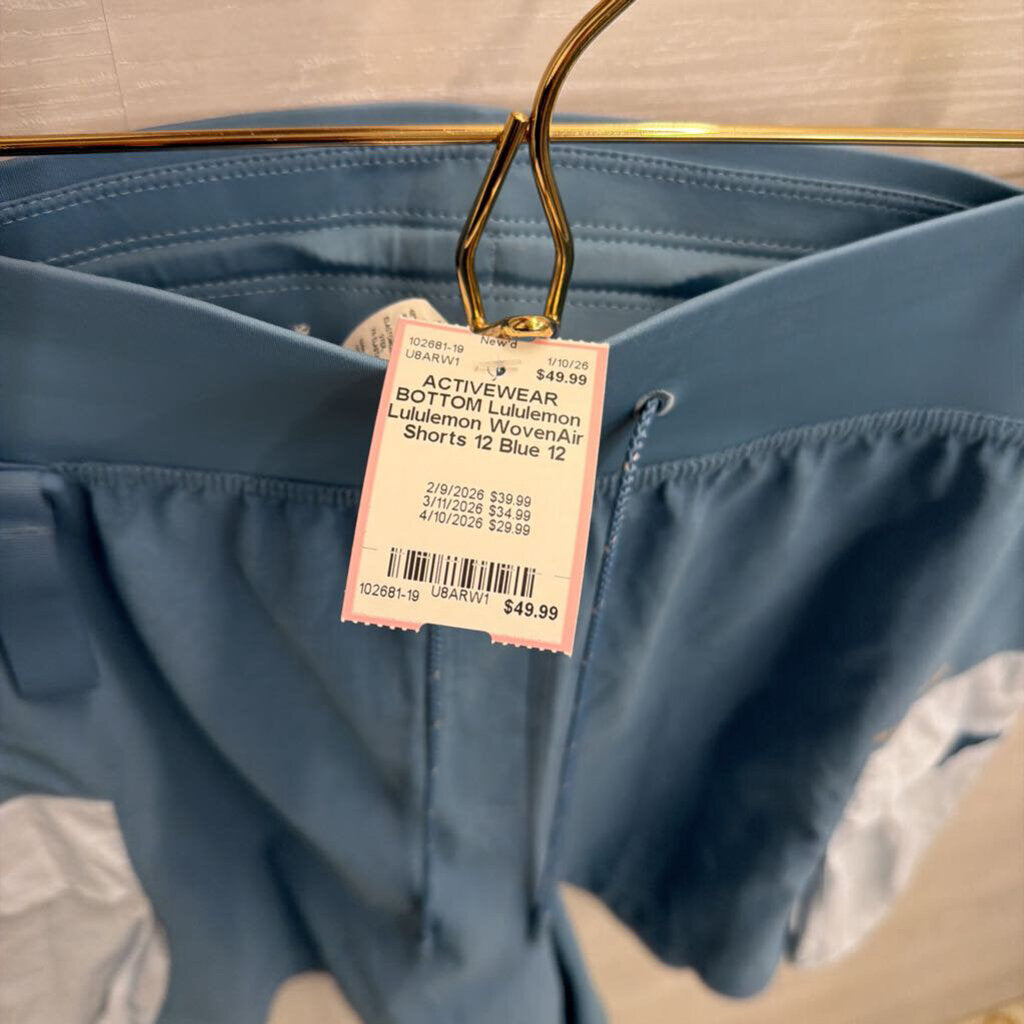 New'd
102681-19 1/10/26
U8ARW1 $49.99
ACTIVEWEAR
BOTTOM Lululemon
Lululemon WovenAir
Shorts 12 Blue 12
2/9/2026 $39.99
3/11/2026 $34.99
4/10/2026 $29.99
102681-19 U8ARW1 $49.99